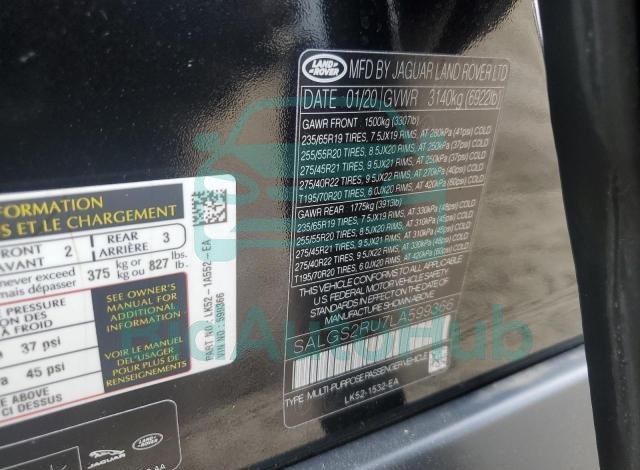 LAND ROVER
MFD BY JAGUAR LAND ROVER LTD
DATE 01/20 GVWR 3140kg (6922lb)
GAWR FRONT 1500kg (3307lb)
235/65R19 TIRES, 7.5JX19 RIMS, AT 280kPa (41psi) COLD
255/55R20 TIRES, 8.5JX20 RIMS, AT 250kPa (37psi) COLD
275/45R21 TIRES, 9.5JX21 RIMS, AT 250kPa (37psi) COLD
275/40R22 TIRES, 9.5JX22 RIMS, AT 270kPa (40psi) COLD
T195/70R20 TIRES, 6.0JX20 RIMS, AT 420kPa (60psi) COLD
GAWR REAR 1775kg (3913lb)
235/65R19 TIRES, 7.5JX19 RIMS, AT 330kPa (48psi) COLD
255/55R20 TIRES, 8.5JX20 RIMS, AT 310kPa (45psi) COLD
275/45R21 TIRES, 9.5JX21 RIMS, AT 310kPa (45psi) COLD
275/40R22 TIRES, 9.5JX22 RIMS, AT 330kPa (48psi) COLD
T195/70R20 TIRES, 6.0JX20 RIMS, AT 420kPa (60psi) COLD
THIS VEHICLE CONFORMS TO ALL APPLICABLE
U.S. FEDERAL MOTOR VEHICLE SAFETY
SALGS2RU7LA599366
TYPE MULTI-PURPOSE PASSENGER VEHICLE
LK52-1532-EA
INFORMATION
S ET LE CHARGEMENT
FRONT 2 REAR 3
AVANT ARRIÈRE
never exceed 375 kg or 827 lbs.
mais dépasser kg ou lb.
PRESSURE
PRESSION
À FROID
37 psi
45 psi
SEE ABOVE
CI DESSUS
SEE OWNER'S
MANUAL FOR
ADDITIONAL
INFORMATION
VOIR LE MANUEL
DE L'USAGER
POUR PLUS DE
RENSEIGNEMENTS
PART NO: LK52-1A552-EA
VIN NO: 599366
JAGUAR
LAND ROVER
AutoHub